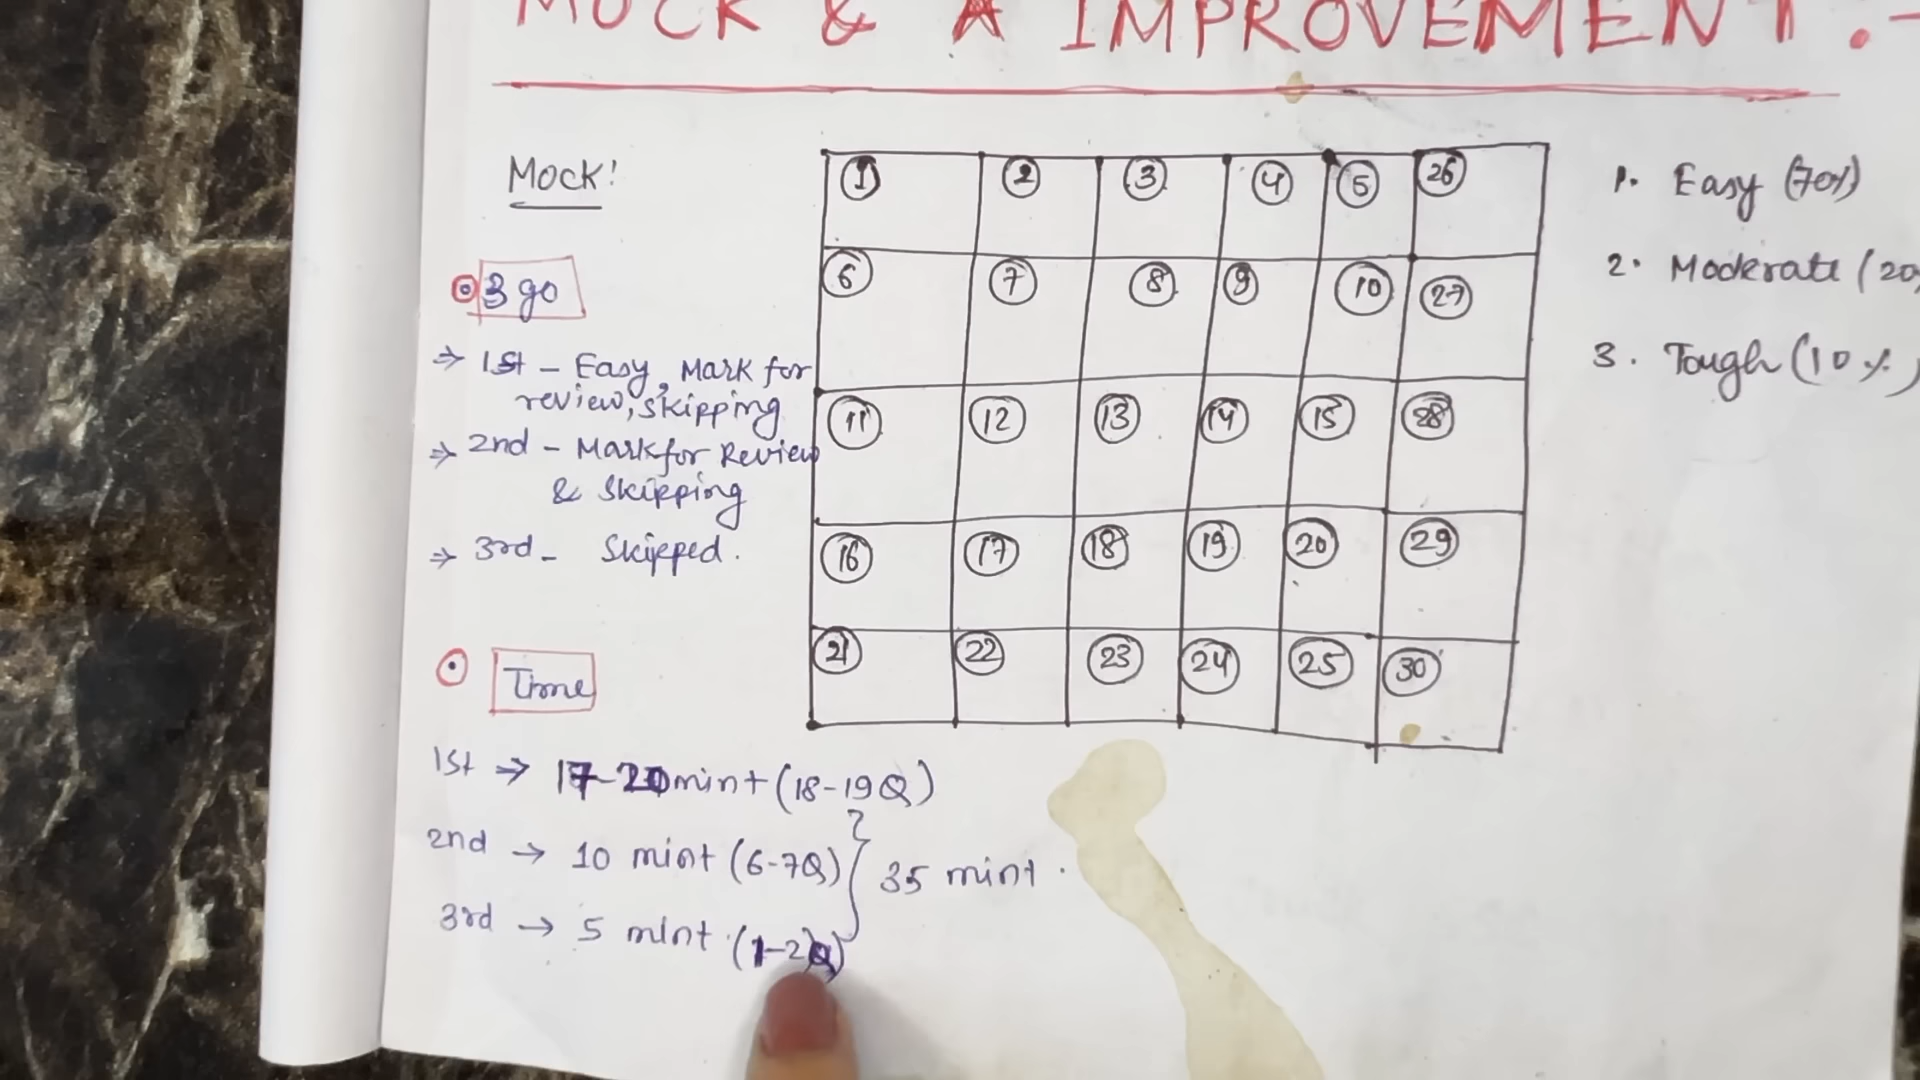 MOCK & A IMPROVEMENT :-
Mock!
3 go
⇒ 1st - Easy, Mark for
review, skipping
⇒ 2nd - Mark for Review
& Skipping
⇒ 3rd - Skipped.
1 2 3 4 5 26
6 7 8 9 10 27
11 12 13 14 15 28
16 17 18 19 20 29
21 22 23 24 25 30
1. Easy (70%)
2. Moderate (20
3. Tough (10%)
Time
1st ⇒ 17-20 mint (18-19Q)
2nd → 10 mint (6-7Q)
3rd → 5 mint (1-2Q)
35 mint.